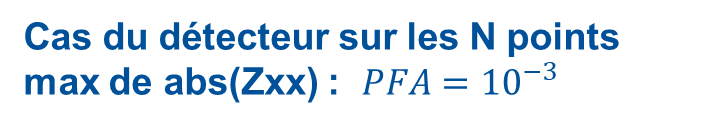 Cas du détecteur sur les N points
max de abs(Zxx) : PFA = 10⁻³